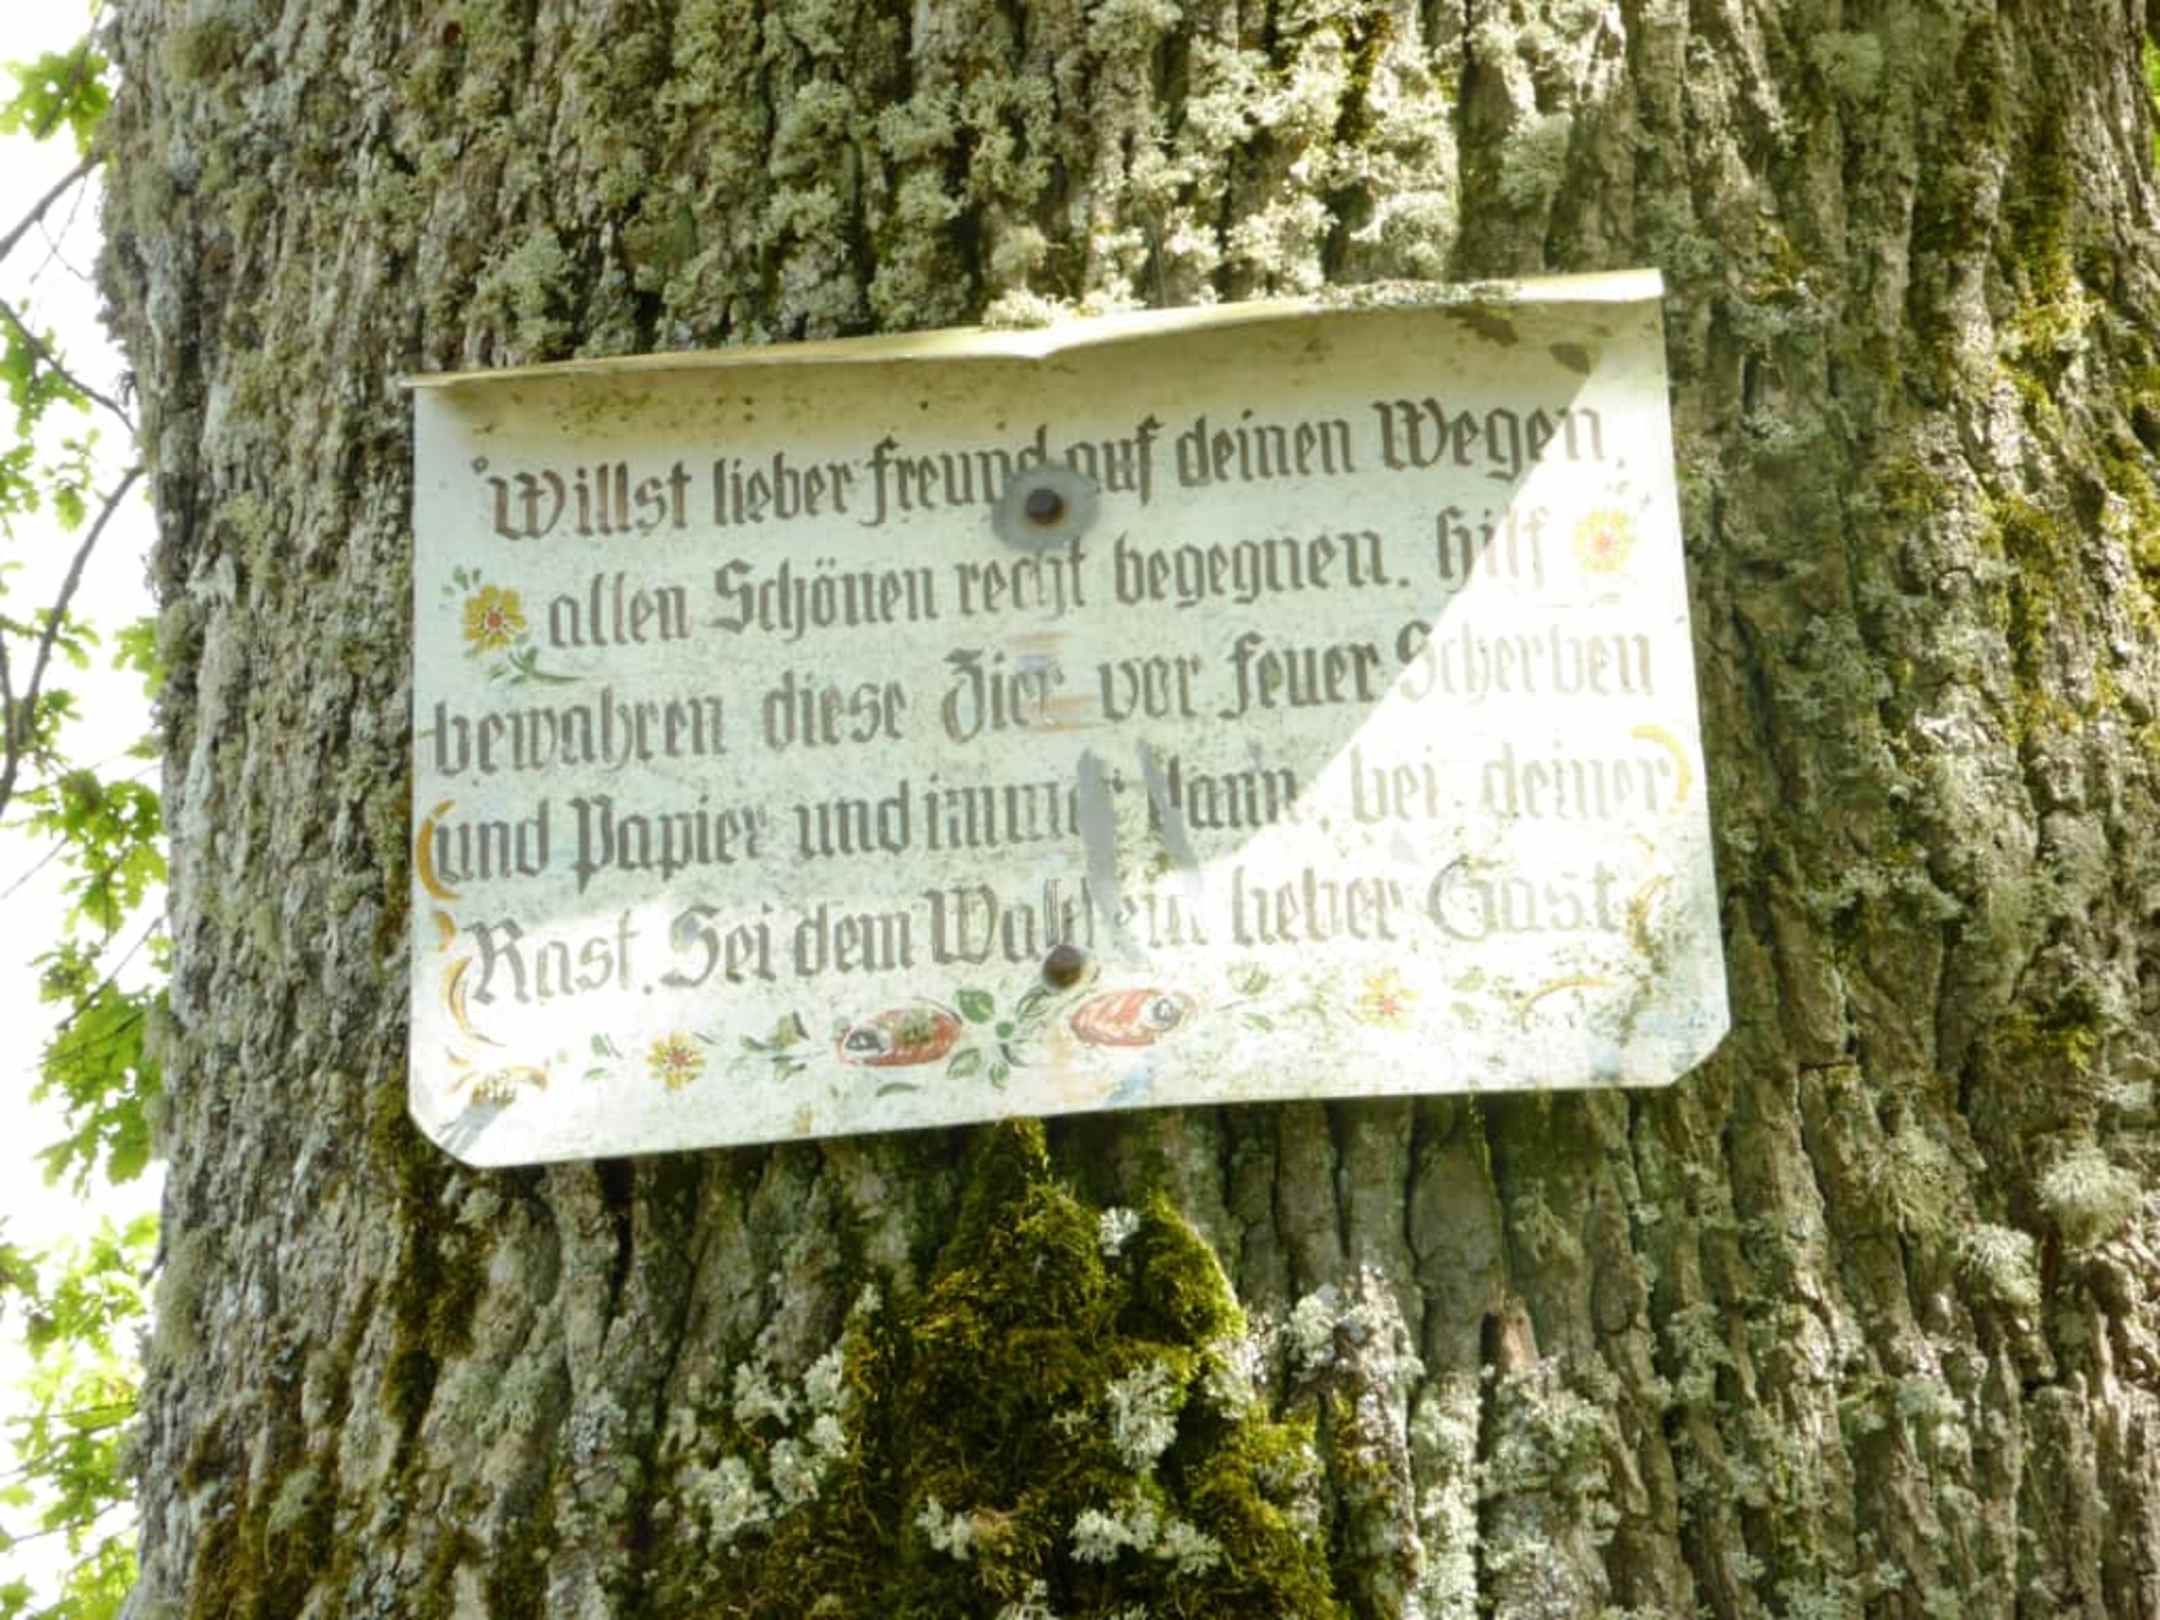 Willst lieber freund auf deinen Wegen,
allen Schönen recht begegnen. hilf
bewahren diese Zier vor feuer Scherben
und Papier und immer dann, bei deiner
Rast. Sei dem Wald ein lieber Gast